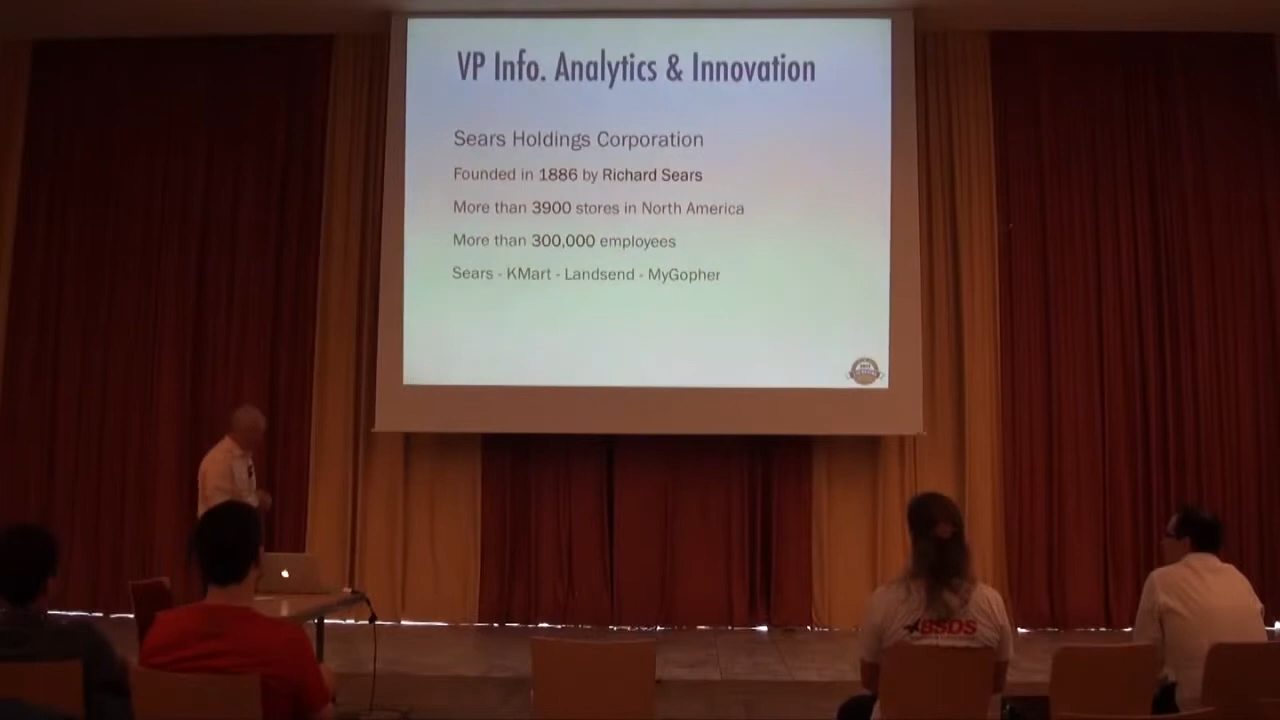 VP Info. Analytics & Innovation
Sears Holdings Corporation
Founded in 1886 by Richard Sears
More than 3900 stores in North America
More than 300,000 employees
Sears - KMart - Landsend - MyGopher
BSDS